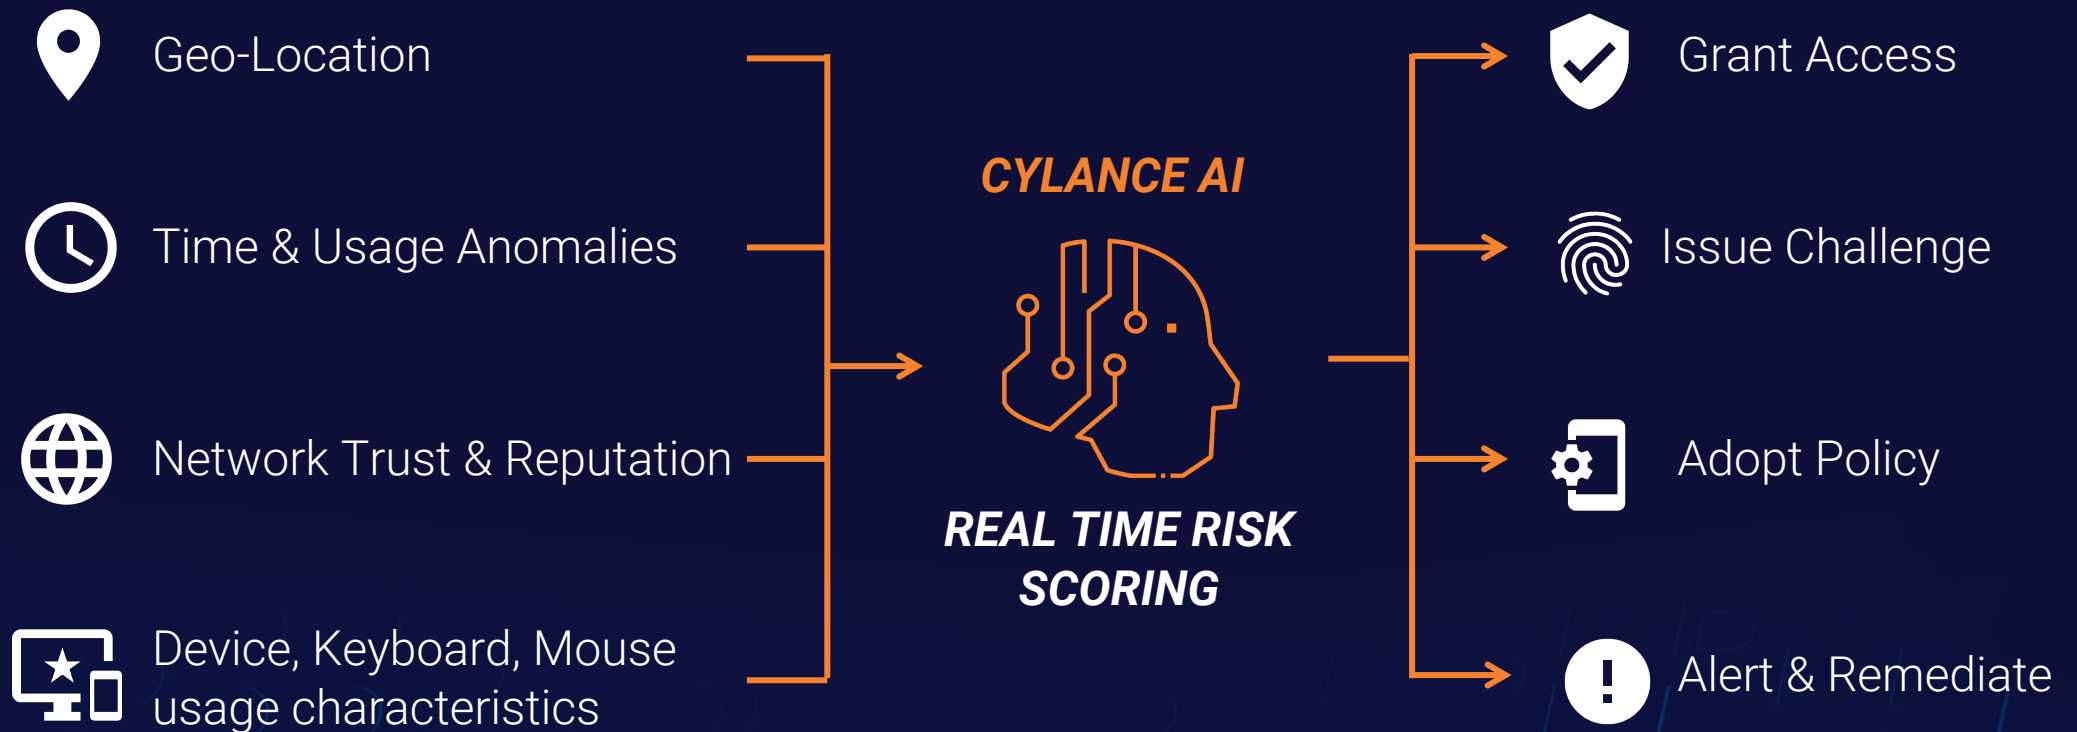 Geo-Location
Time & Usage Anomalies
Network Trust & Reputation
Device, Keyboard, Mouse
usage characteristics
CYLANCE AI
REAL TIME RISK
SCORING
Grant Access
Issue Challenge
Adopt Policy
Alert & Remediate